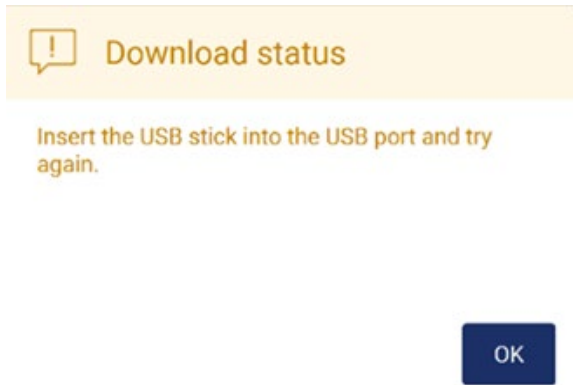 Download status
Insert the USB stick into the USB port and try
again.
OK